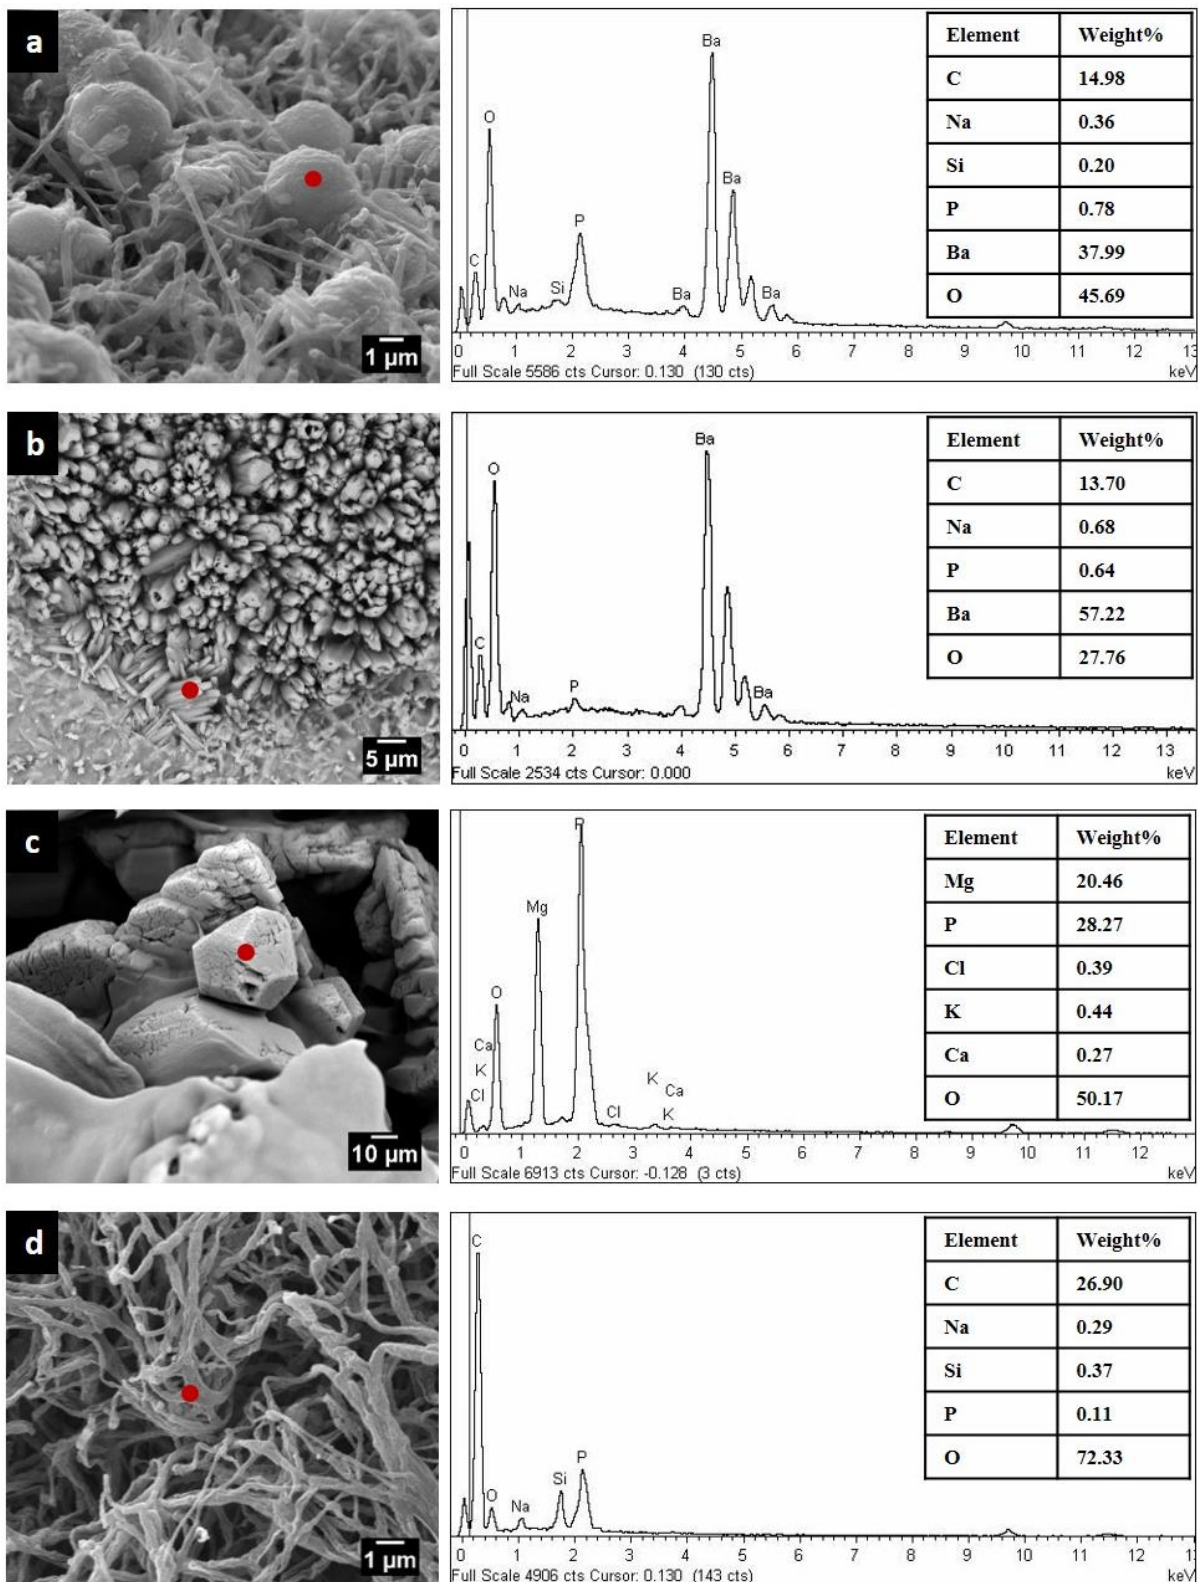 a
1 µm
Ba
O
Ba
P
C
Na
Si
Ba
Ba
0 1 2 3 4 5 6 7 8 9 10 11 12 13
Full Scale 5586 cts Cursor: 0.130 (130 cts)
keV
Element Weight%
C 14.98
Na 0.36
Si 0.20
P 0.78
Ba 37.99
O 45.69
b
5 µm
Ba
O
C
Na
P
Ba
0 1 2 3 4 5 6 7 8 9 10 11 12 13
Full Scale 2534 cts Cursor: 0.000
keV
Element Weight%
C 13.70
Na 0.68
P 0.64
Ba 57.22
O 27.76
c
10 µm
P
Mg
O
Ca
K
Cl
Cl
K
Ca
K
0 1 2 3 4 5 6 7 8 9 10 11 12
Full Scale 6913 cts Cursor: -0.128 (3 cts)
keV
Element Weight%
Mg 20.46
P 28.27
Cl 0.39
K 0.44
Ca 0.27
O 50.17
d
1 µm
C
O
Na
Si
P
0 1 2 3 4 5 6 7 8 9 10 11 12 1
Full Scale 4906 cts Cursor: 0.130 (143 cts)
keV
Element Weight%
C 26.90
Na 0.29
Si 0.37
P 0.11
O 72.33